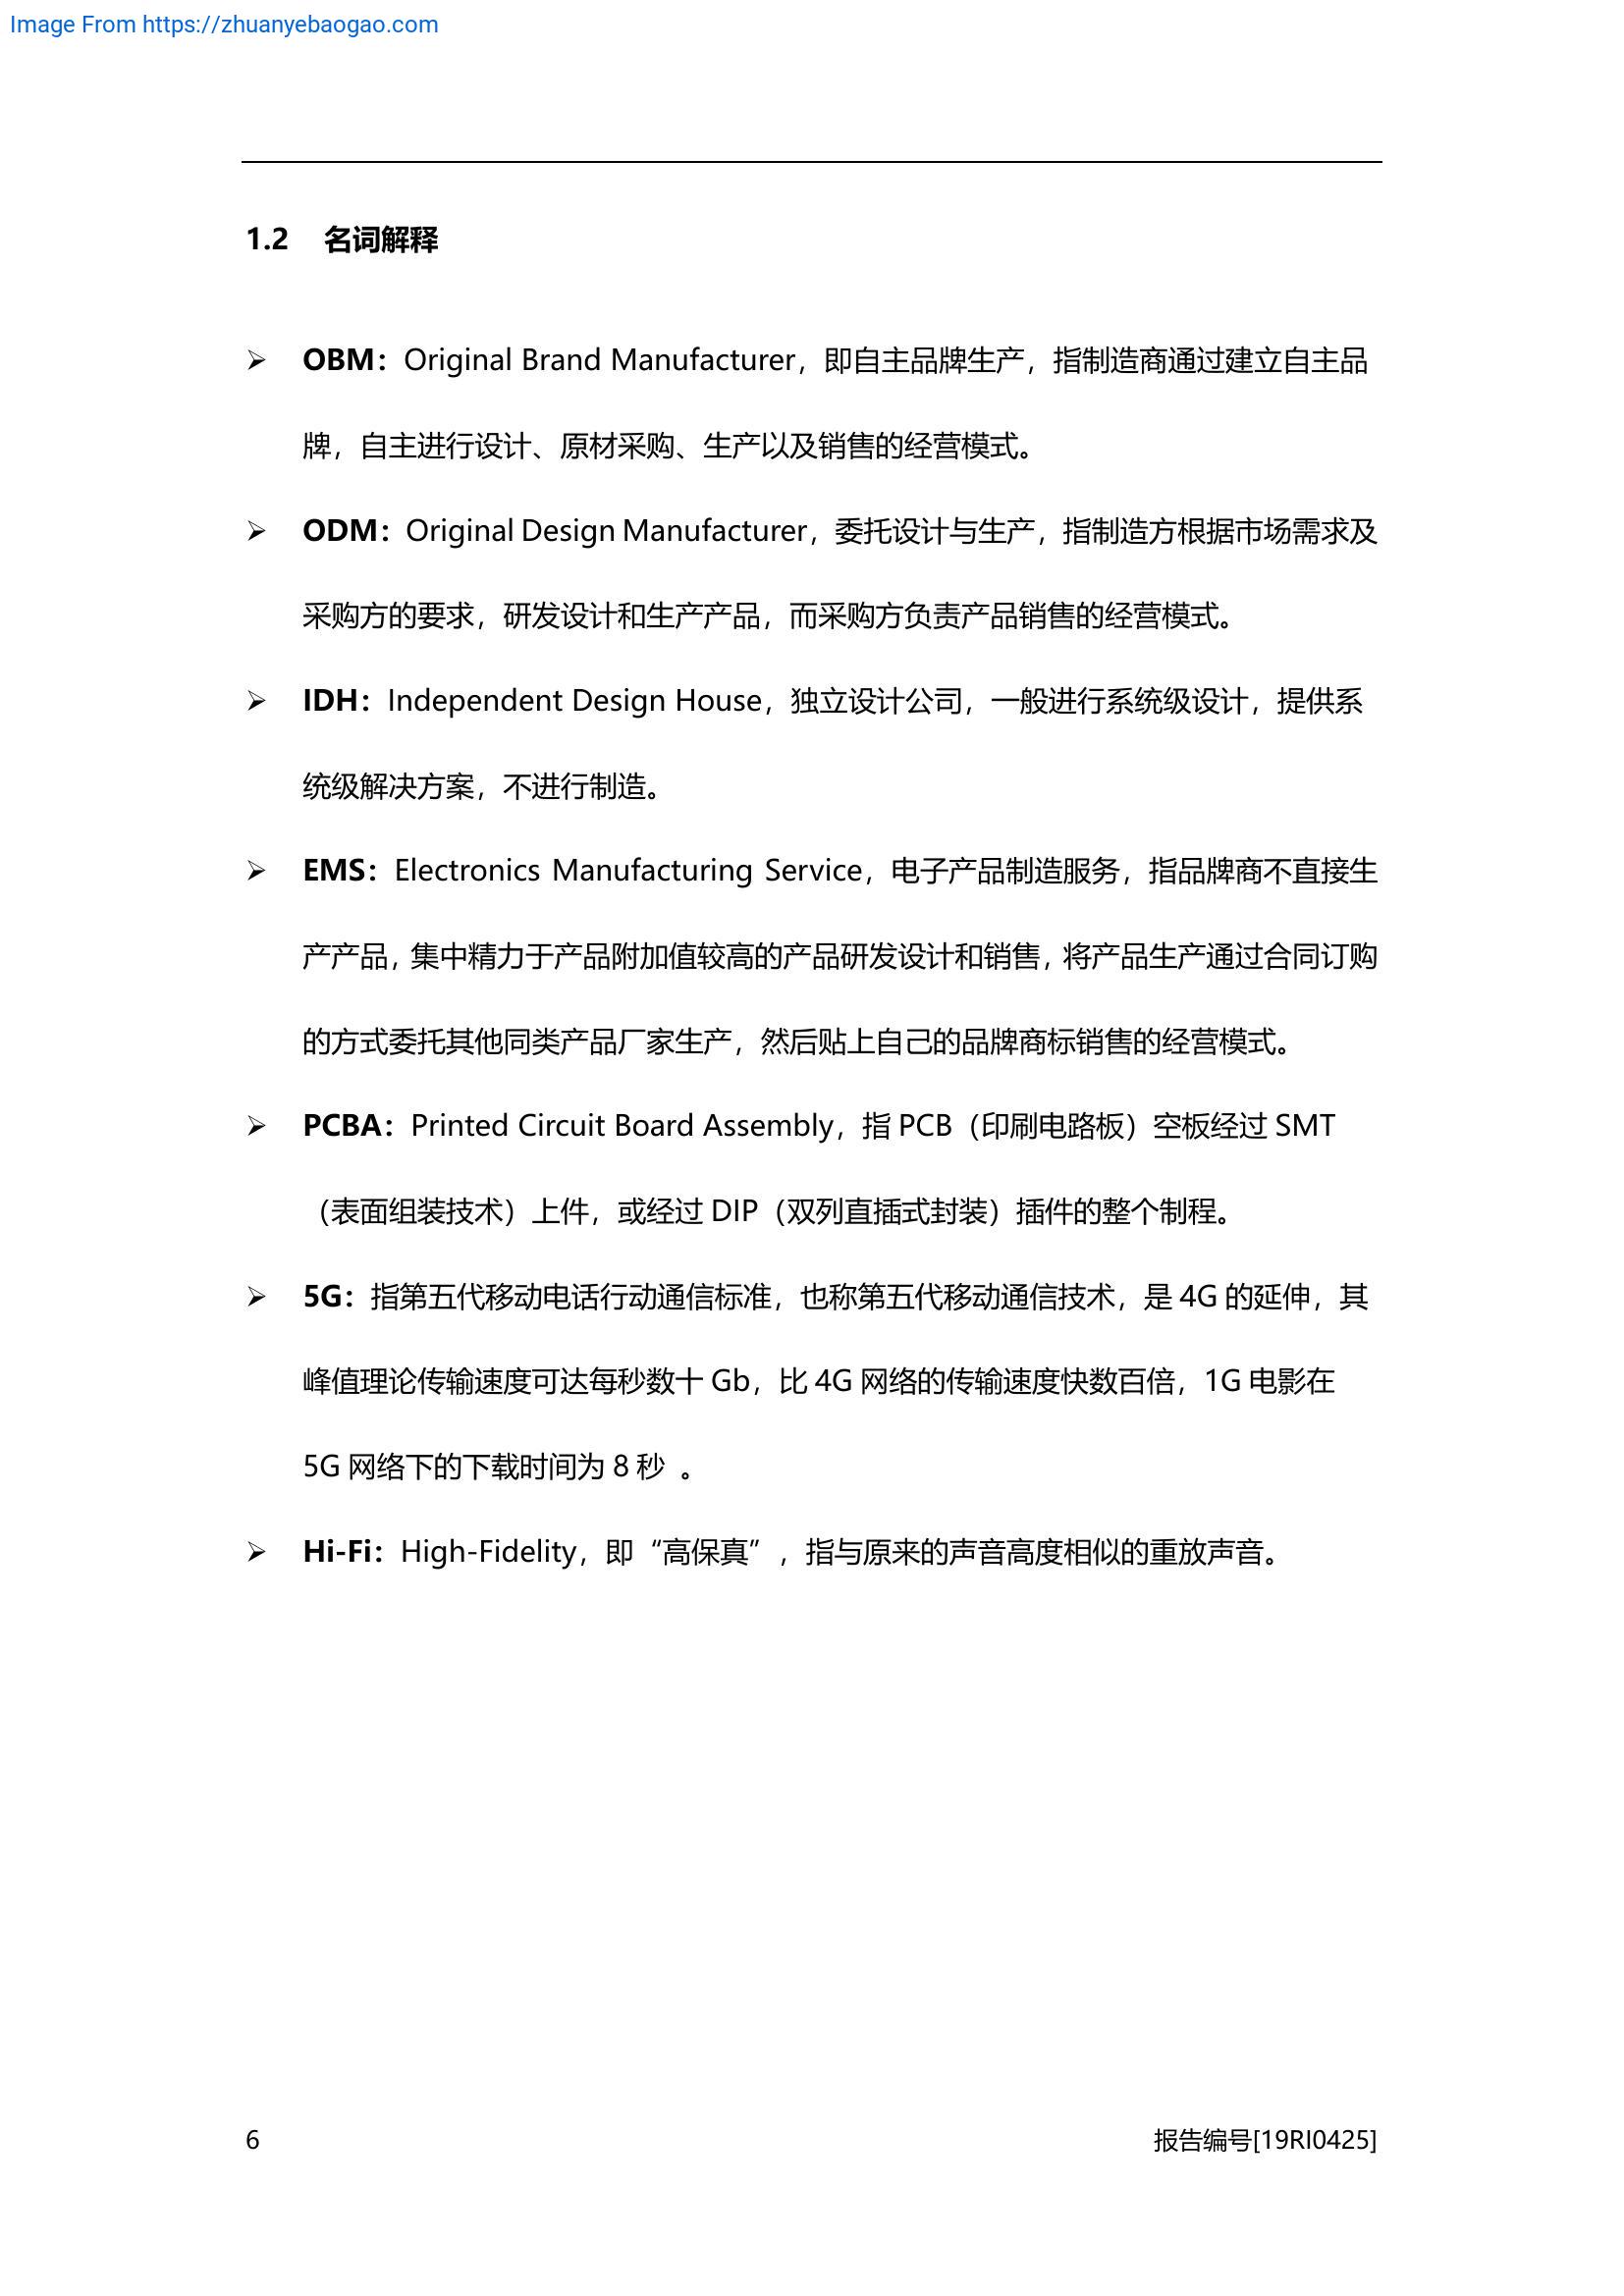 Image From https://zhuanyebaogao.com
1.2 名词解释
➢ OBM：Original Brand Manufacturer，即自主品牌生产，指制造商通过建立自主品
牌，自主进行设计、原材采购、生产以及销售的经营模式。
➢ ODM：Original Design Manufacturer，委托设计与生产，指制造方根据市场需求及
采购方的要求，研发设计和生产产品，而采购方负责产品销售的经营模式。
➢ IDH：Independent Design House，独立设计公司，一般进行系统级设计，提供系
统级解决方案，不进行制造。
➢ EMS：Electronics Manufacturing Service，电子产品制造服务，指品牌商不直接生
产产品，集中精力于产品附加值较高的产品研发设计和销售，将产品生产通过合同订购
的方式委托其他同类产品厂家生产，然后贴上自己的品牌商标销售的经营模式。
➢ PCBA：Printed Circuit Board Assembly，指 PCB（印刷电路板）空板经过 SMT
（表面组装技术）上件，或经过 DIP（双列直插式封装）插件的整个制程。
➢ 5G：指第五代移动电话行动通信标准，也称第五代移动通信技术，是 4G 的延伸，其
峰值理论传输速度可达每秒数十 Gb，比 4G 网络的传输速度快数百倍，1G 电影在
5G 网络下的下载时间为 8 秒 。
➢ Hi-Fi：High-Fidelity，即“高保真”，指与原来的声音高度相似的重放声音。
6 报告编号[19RI0425]